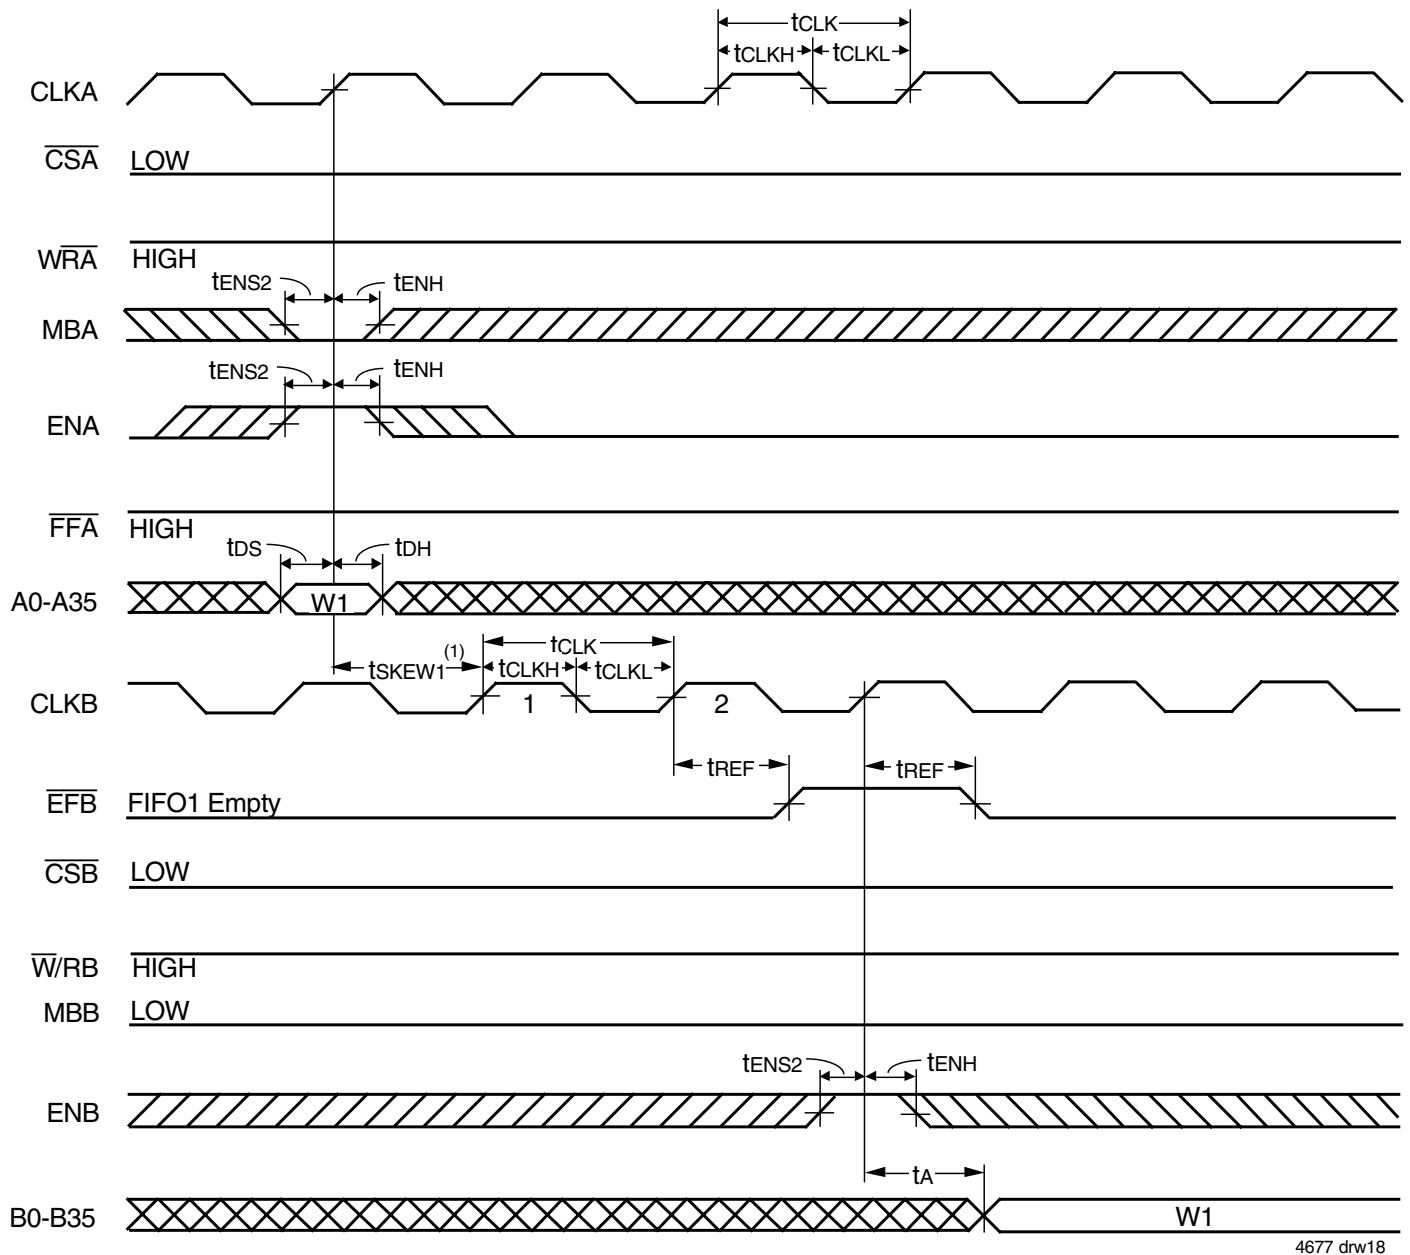 tCLK
tCLKH tCLKL
CLKA
CSA LOW
WRA HIGH
tENS2 tENH
MBA
tENS2 tENH
ENA
FFA HIGH
tDS tDH
A0-A35 W1
tSKEW1 (1) tCLK
tCLKH tCLKL
CLKB 1 2
tREF tREF
EFB FIFO1 Empty
CSB LOW
W/RB HIGH
MBB LOW
tENS2 tENH
ENB
tA
B0-B35 W1
4677 drw18